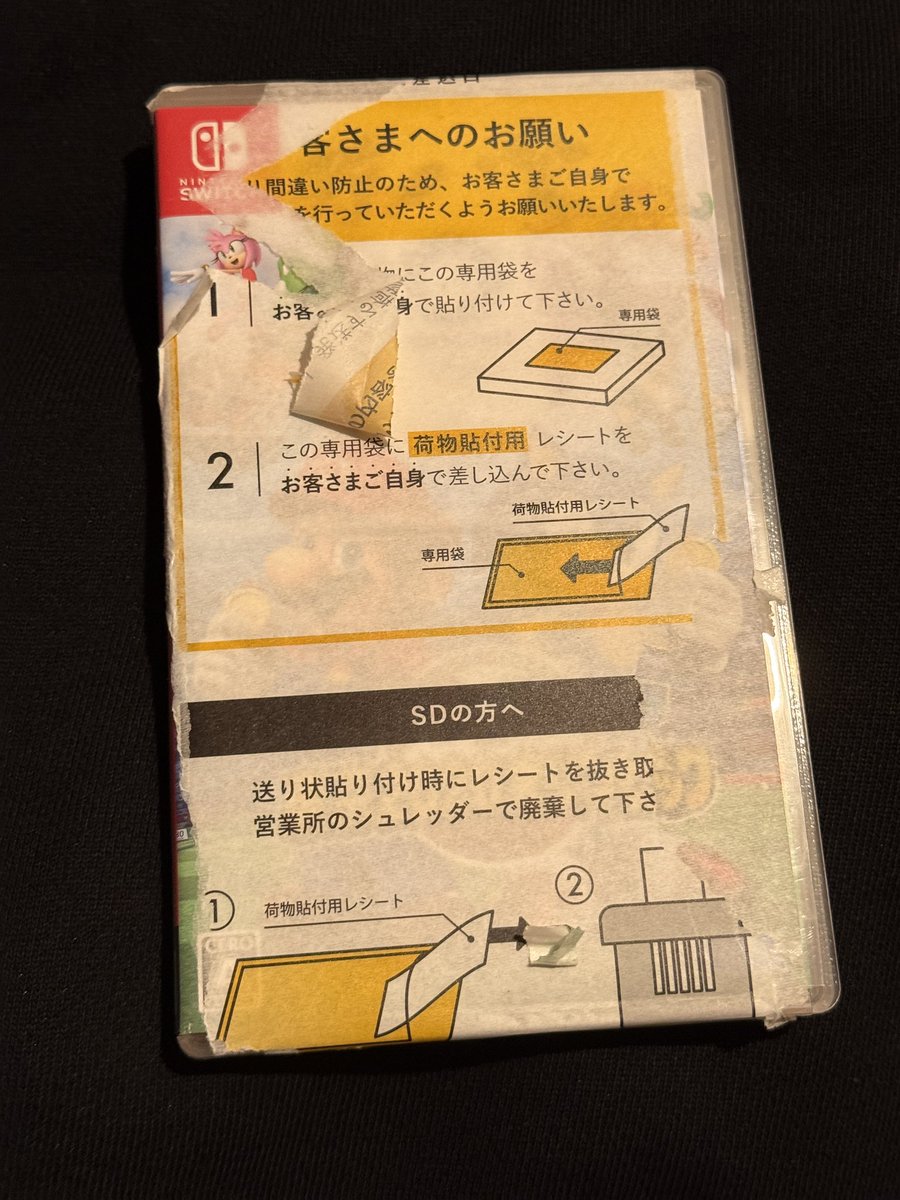 客さまへのお願い
間違い防止のため、お客さまご自身で
を行っていただくようお願いいたします。
SWITC
1
にこの専用袋を
お客 身で貼り付けて下さい。
専用袋
2
この専用袋に 荷物貼付用 レシートを
お客さまご自身で差し込んで下さい。
荷物貼付用レシート
専用袋
SDの方へ
送り状貼り付け時にレシートを抜き取
営業所のシュレッダーで廃棄して下さ
①
荷物貼付用レシート
②